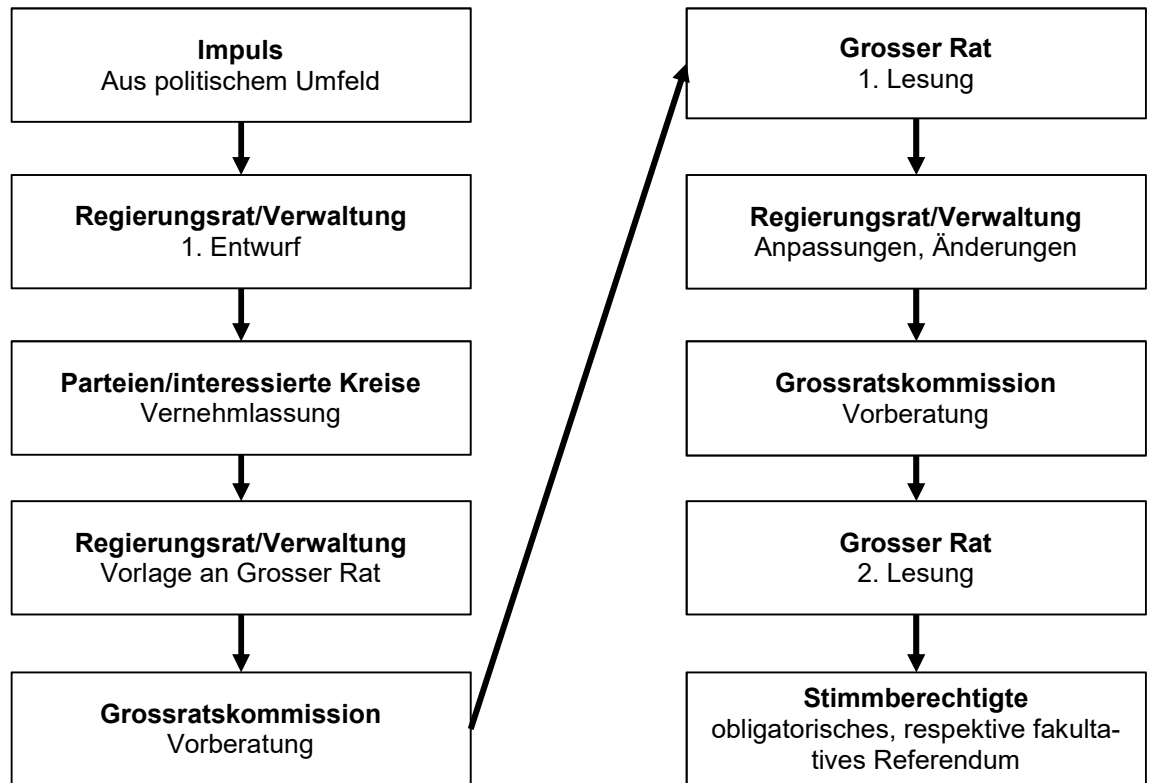 Impuls
Aus politischem Umfeld
Regierungsrat/Verwaltung
1. Entwurf
Parteien/interessierte Kreise
Vernehmlassung
Regierungsrat/Verwaltung
Vorlage an Grosser Rat
Grossratskommission
Vorberatung
Grosser Rat
1. Lesung
Regierungsrat/Verwaltung
Anpassungen, Änderungen
Grossratskommission
Vorberatung
Grosser Rat
2. Lesung
Stimmberechtigte
obligatorisches, respektive fakulta-
tives Referendum